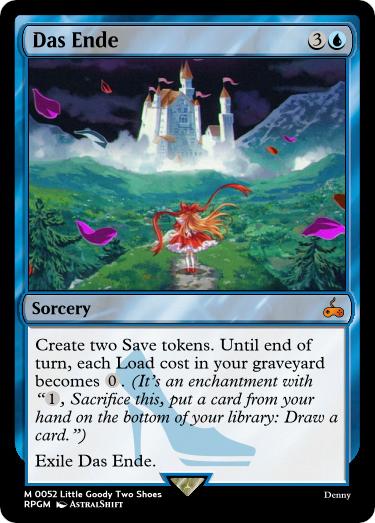 Das Ende
3
Sorcery
Create two Save tokens. Until end of
turn, each Load cost in your graveyard
becomes 0. (It's an enchantment with
“1, Sacrifice this, put a card from your
hand on the bottom of your library: Draw a
card.”)
Exile Das Ende.
M 0052 Little Goody Two Shoes
Denny
RPGM AstralShift